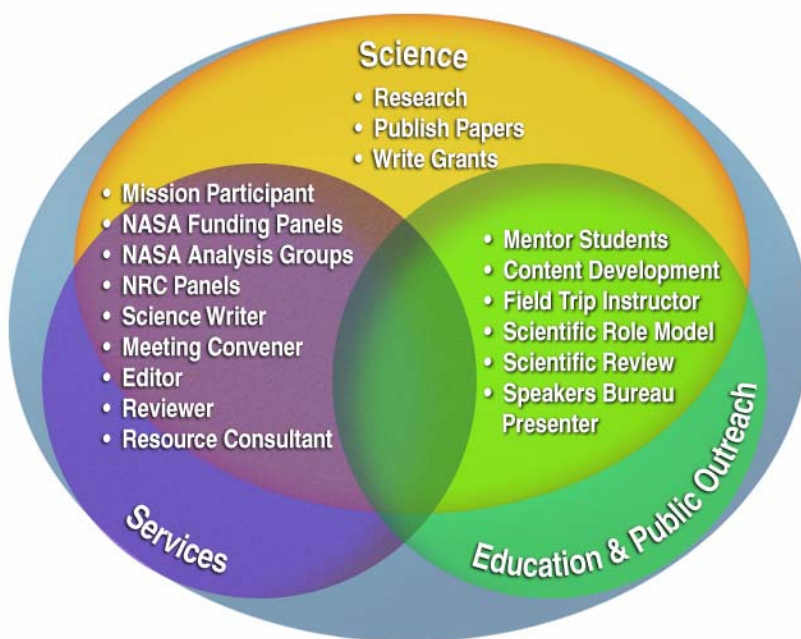 Science
• Research
• Publish Papers
• Write Grants
• Mission Participant
• NASA Funding Panels
• NASA Analysis Groups
• NRC Panels
• Science Writer
• Meeting Convener
• Editor
• Reviewer
• Resource Consultant
• Mentor Students
• Content Development
• Field Trip Instructor
• Scientific Role Model
• Scientific Review
• Speakers Bureau
Presenter
Services
Education & Public Outreach